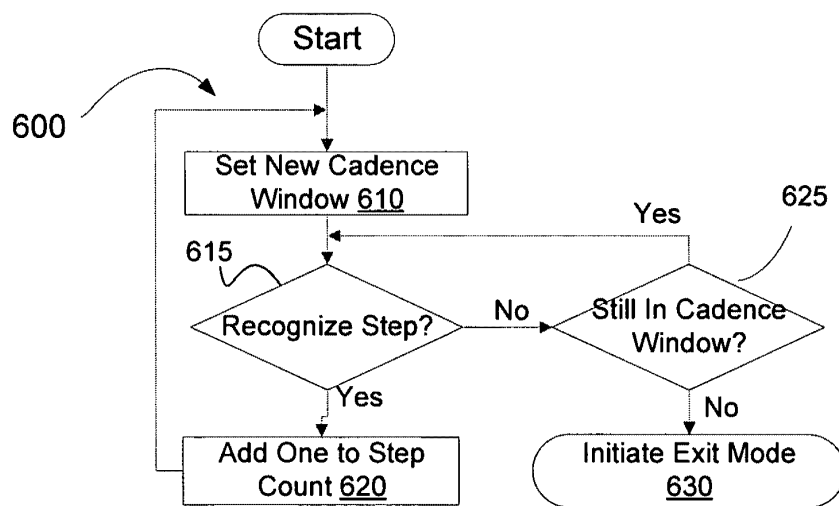 Start
600
Set New Cadence
Window 610
Yes
625
615
Recognize Step?
No
Still In Cadence
Window?
Yes
No
Add One to Step
Count 620
Initiate Exit Mode
630